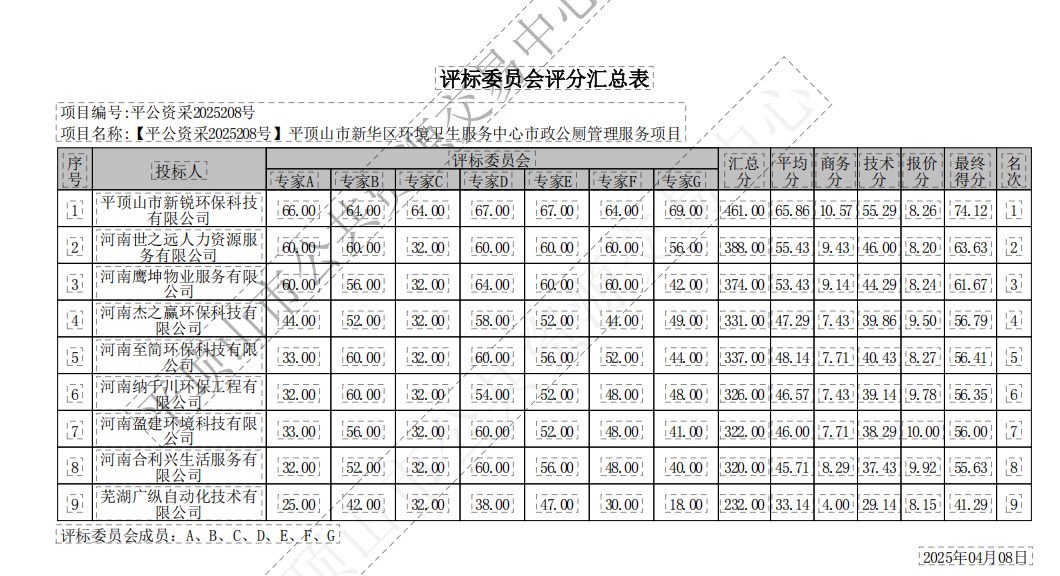 评标委员会评分汇总表
项目编号:平公资采2025208号
项目名称:【平公资采2025208号】平顶山市新华区环境卫生服务中心市政公厕管理服务项目
序号 投标人 评标委员会 汇总分 平均分 商务分 技术分 报价分 最终得分 名次
专家A 专家B 专家C 专家D 专家E 专家F 专家G
1 平顶山市新锐环保科技有限公司 66.00 64.00 64.00 67.00 67.00 64.00 69.00 461.00 65.86 10.57 55.29 8.26 74.12 1
2 河南世之远人力资源服务有限公司 60.00 60.00 32.00 60.00 60.00 60.00 56.00 388.00 55.43 9.43 46.00 8.20 63.63 2
3 河南鹰坤物业服务有限公司 60.00 56.00 32.00 64.00 60.00 60.00 42.00 374.00 53.43 9.14 44.29 8.24 61.67 3
4 河南杰之赢环保科技有限公司 44.00 52.00 32.00 58.00 52.00 44.00 49.00 331.00 47.29 7.43 39.86 9.50 56.79 4
5 河南至简环保科技有限公司 33.00 60.00 32.00 60.00 56.00 52.00 44.00 337.00 48.14 7.71 40.43 8.27 56.41 5
6 河南纳千川环保工程有限公司 32.00 60.00 32.00 54.00 52.00 48.00 48.00 326.00 46.57 7.43 39.14 9.78 56.35 6
7 河南盈建环境科技有限公司 33.00 56.00 32.00 60.00 52.00 48.00 41.00 322.00 46.00 7.71 38.29 10.00 56.00 7
8 河南合利兴生活服务有限公司 32.00 52.00 32.00 60.00 56.00 48.00 40.00 320.00 45.71 8.29 37.43 9.92 55.63 8
9 芜湖广纵自动化技术有限公司 25.00 42.00 32.00 38.00 47.00 30.00 18.00 232.00 33.14 4.00 29.14 8.15 41.29 9
评标委员会成员: A、B、C、D、E、F、G
2025年04月08日
平顶山市公共资源交易中心